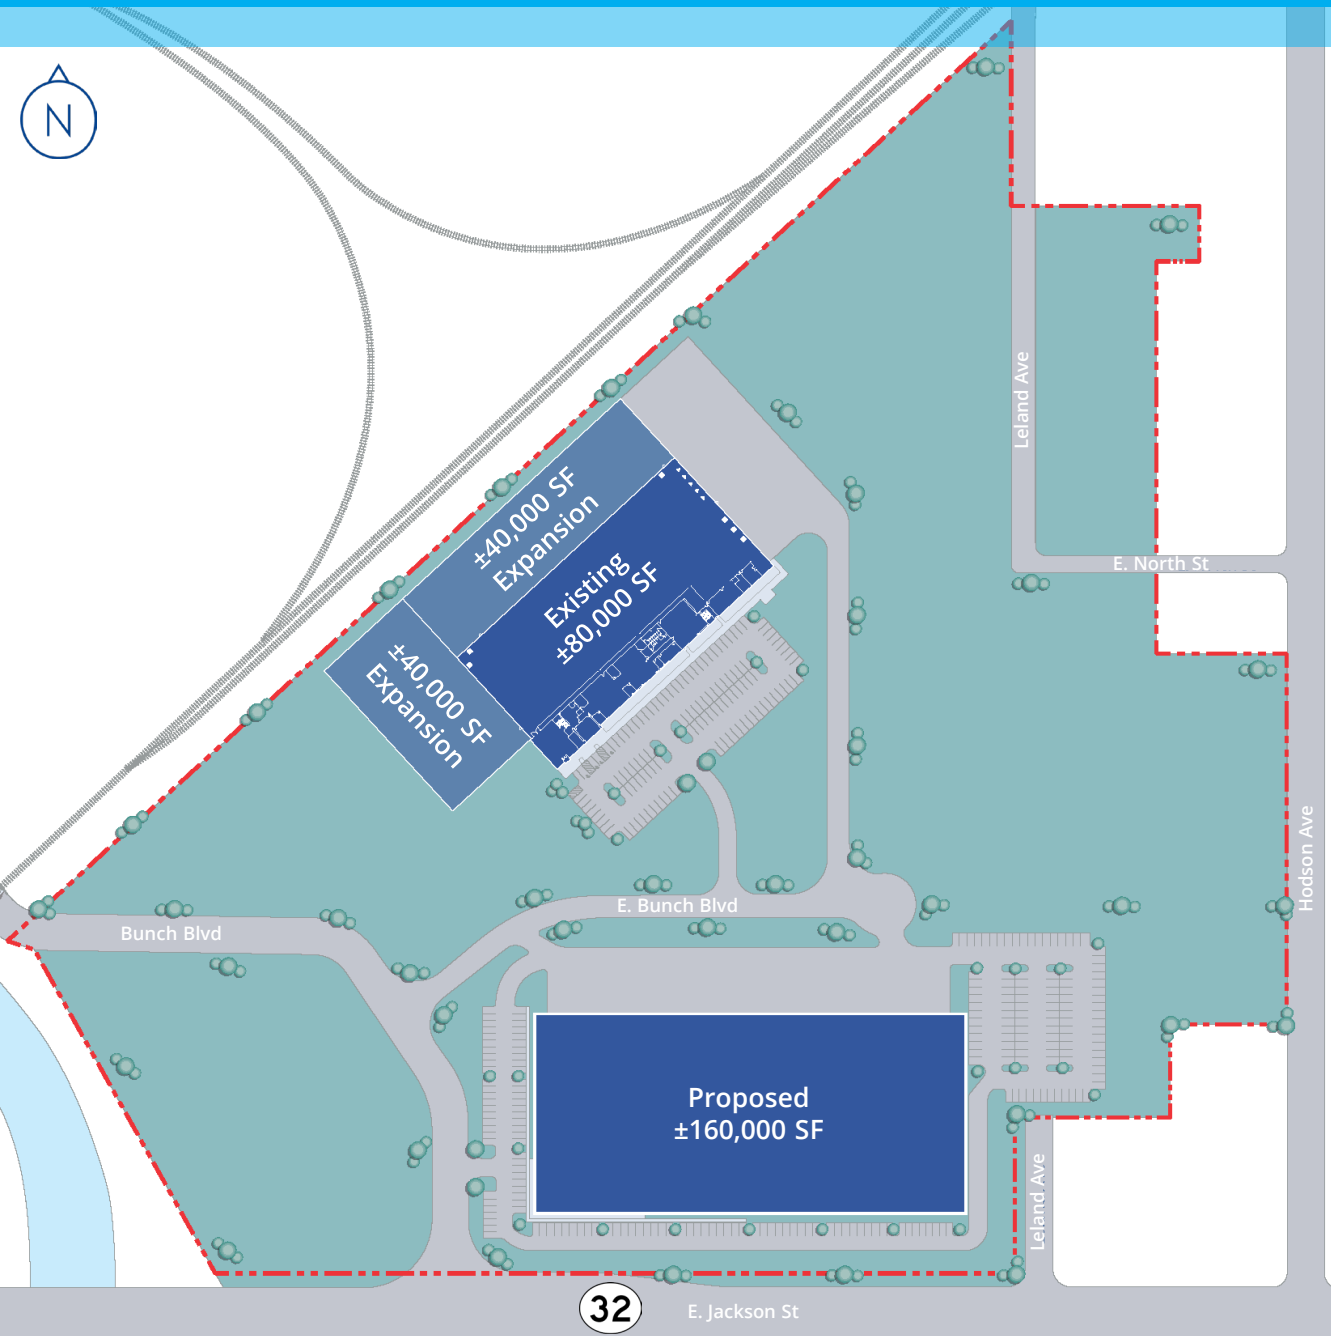 N
Leland Ave
±40,000 SF
Expansion
Existing
±80,000 SF
E. North St
±40,000 SF
Expansion
Hodson Ave
E. Bunch Blvd
Bunch Blvd
Proposed
±160,000 SF
Leland Ave
32
E. Jackson St